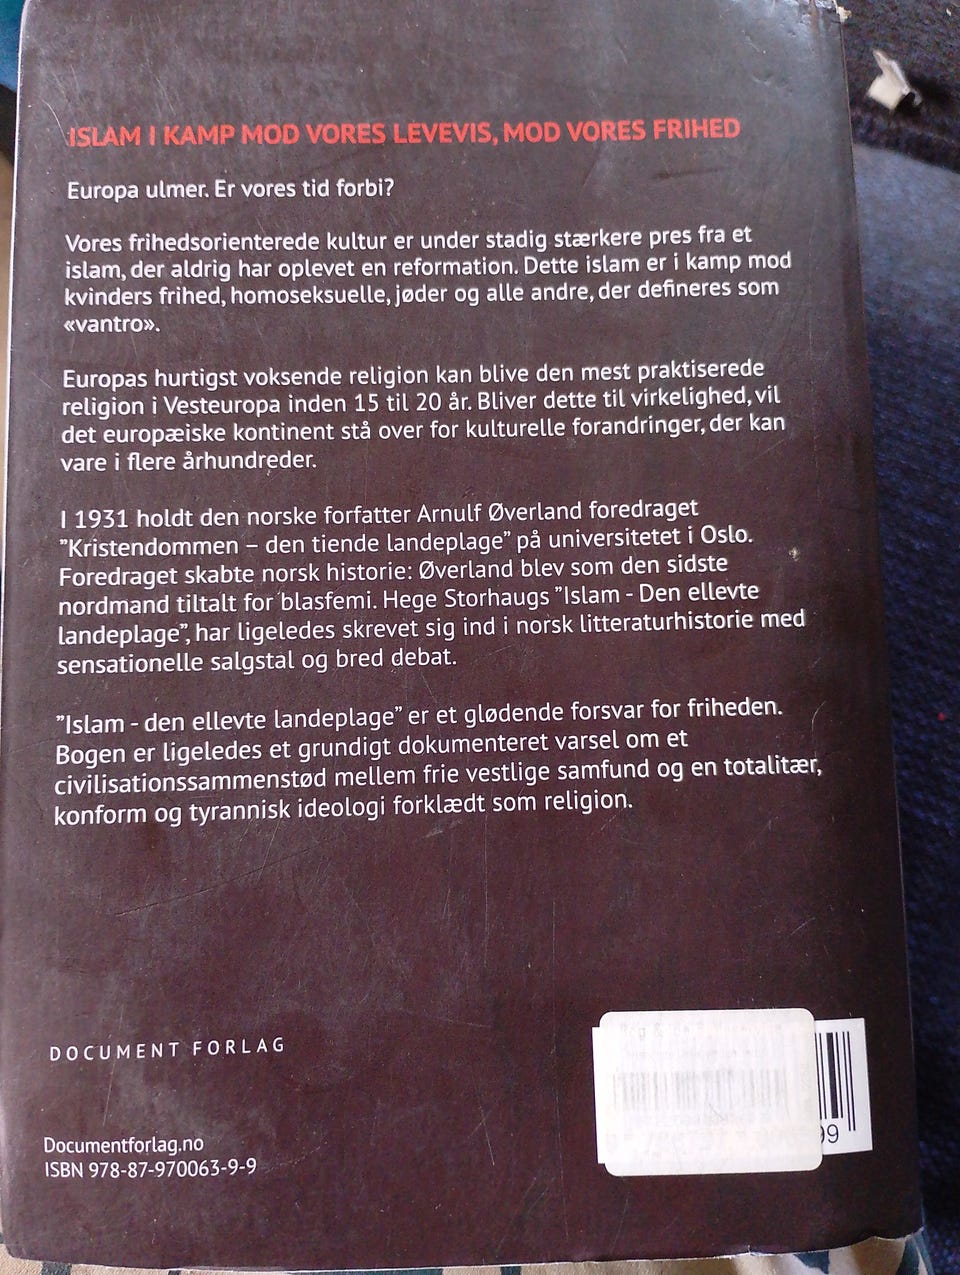 ISLAM I KAMP MOD VORES LEVEVIS, MOD VORES FRIHED
Europa ulmer. Er vores tid forbi?
Vores frihedsorienterede kultur er under stadig stærkere pres fra et
islam, der aldrig har oplevet en reformation. Dette islam er i kamp mod
kvinders frihed, homoseksuelle, jøder og alle andre, der defineres som
«vantro».
Europas hurtigst voksende religion kan blive den mest praktiserede
religion i Vesteuropa inden 15 til 20 år. Bliver dette til virkelighed, vil
det europæiske kontinent stå over for kulturelle forandringer, der kan
vare i flere århundreder.
I 1931 holdt den norske forfatter Arnulf Øverland foredraget
”Kristendommen – den tiende landeplage” på universitetet i Oslo.
Foredraget skabte norsk historie: Øverland blev som den sidste
nordmand tiltalt for blasfemi. Hege Storhaugs ”Islam - Den ellevte
landeplage”, har ligeledes skrevet sig ind i norsk litteraturhistorie med
sensationelle salgstal og bred debat.
”Islam - den ellevte landeplage” er et glødende forsvar for friheden.
Bogen er ligeledes et grundigt dokumenteret varsel om et
civilisationssammenstød mellem frie vestlige samfund og en totalitær,
konform og tyrannisk ideologi forklædt som religion.
DOCUMENT FORLAG
Documentforlag.no
ISBN 978-87-970063-9-9
99